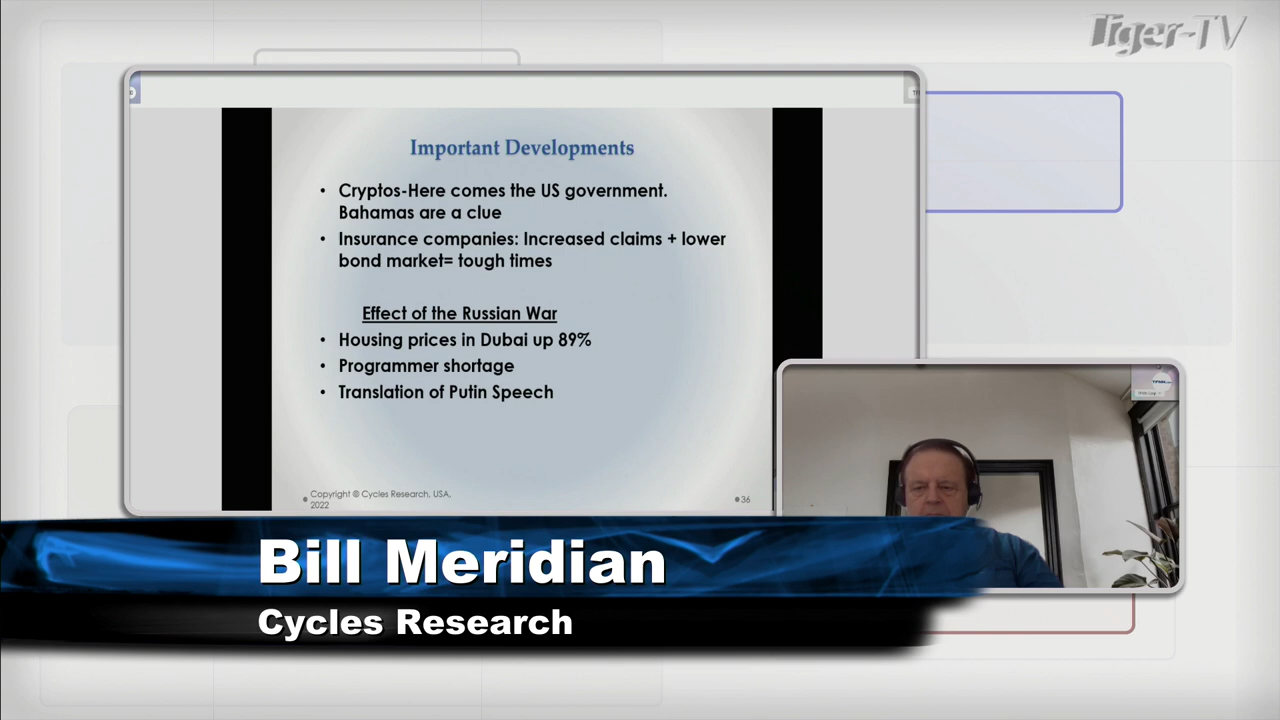 Tiger-TV
Important Developments
• Cryptos-Here comes the US government.
Bahamas are a clue
• Insurance companies: Increased claims + lower
bond market= tough times
Effect of the Russian War
• Housing prices in Dubai up 89%
• Programmer shortage
• Translation of Putin Speech
Copyright © Cycles Research, USA,
2022
36
Bill Meridian
Cycles Research